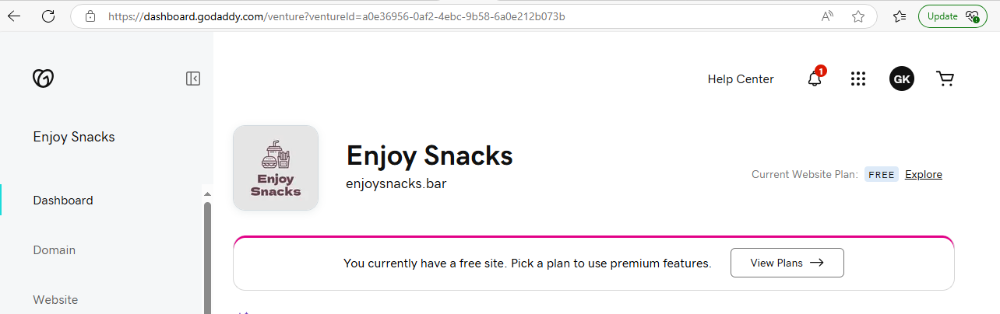 https://dashboard.godaddy.com/venture?ventureId=a0e36956-0af2-4ebc-9b58-6a0e212b073b
Update
Help Center
1
GK
Enjoy Snacks
Enjoy
Snacks
Enjoy Snacks
enjoysnacks.bar
Current Website Plan: FREE Explore
Dashboard
You currently have a free site. Pick a plan to use premium features. View Plans
Domain
Website